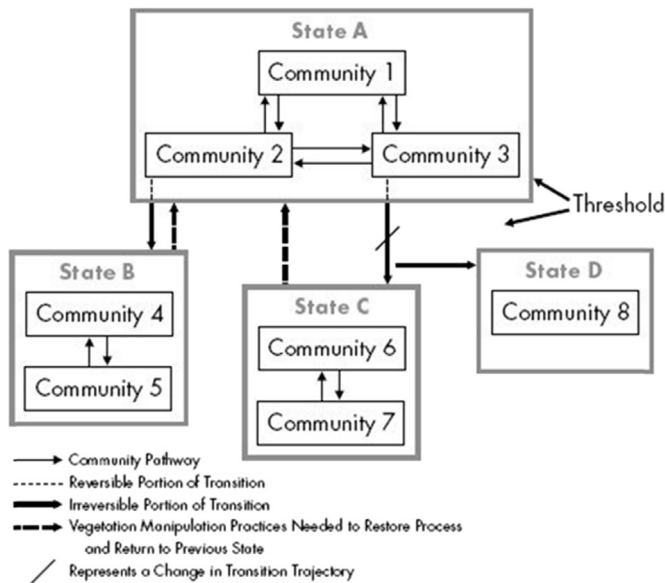 State A
Community 1
Community 2
Community 3
Threshold
State B
Community 4
Community 5
State C
Community 6
Community 7
State D
Community 8
Community Pathway
Reversible Portion of Transition
Irreversible Portion of Transition
Vegetation Manipulation Practices Needed to Restore Process
and Return to Previous State
Represents a Change in Transition Trajectory